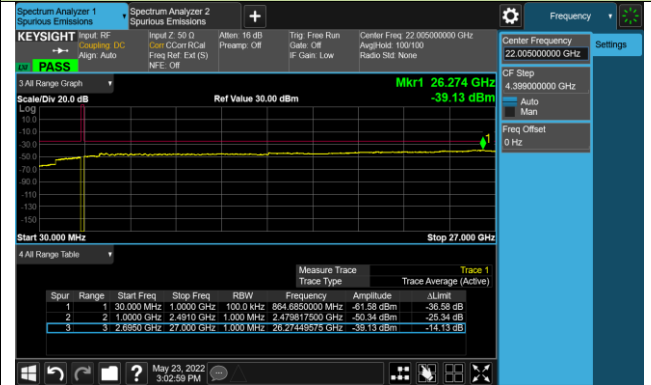 Spectrum Analyzer 1
Spurious Emissions
Spectrum Analyzer 2
Spurious Emissions
Frequency
KEYSIGHT
Input: RF
Coupling: DC
Align: Auto
Input Z: 50 Ω
Corr CCorr RCal
Freq Ref: Ext (S)
NFE: Off
Atten: 16 dB
Preamp: Off
Trig: Free Run
Gate: Off
IF Gain: Low
Center Freq: 22.005000000 GHz
Avg|Hold: 100/100
Radio Std: None
PASS
Center Frequency
22.005000000 GHz
Settings
CF Step
4.399000000 GHz
Auto
Man
Freq Offset
0 Hz
3 All Range Graph
Mkr1 26.274 GHz
-39.13 dBm
Scale/Div 20.0 dB
Ref Value 30.00 dBm
Log
10.0
-10.0
-30.0
-50.0
-70.0
-90.0
-110
-130
-150
1
Start 30.000 MHz
Stop 27.000 GHz
4 All Range Table
Measure Trace Trace 1
Trace Type Trace Average (Active)
Spur Range Start Freq Stop Freq RBW Frequency Amplitude ΔLimit
1 1 30.000 MHz 1.0000 GHz 100.0 kHz 864.6850000 MHz -61.58 dBm -36.58 dB
2 2 1.0000 GHz 2.4910 GHz 1.000 MHz 2.479817500 GHz -50.34 dBm -25.34 dB
3 3 2.6950 GHz 27.000 GHz 1.000 MHz 26.27449575 GHz -39.13 dBm -14.13 dB
May 23, 2022
3:02:59 PM